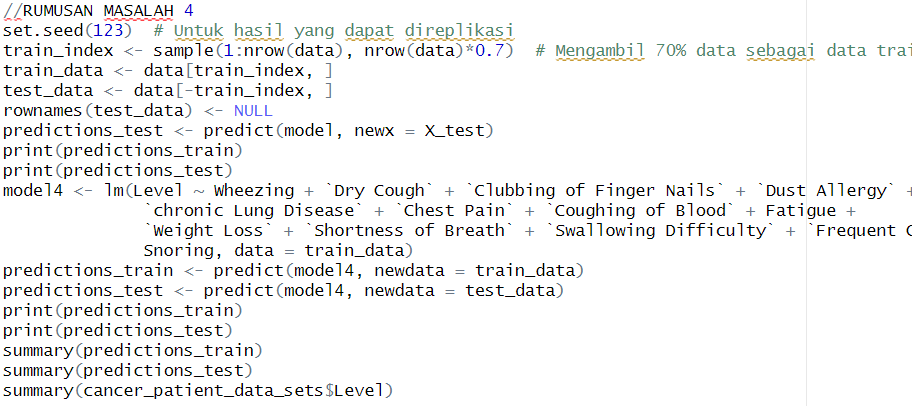 //RUMUSAN MASALAH 4
set.seed(123)  # Untuk hasil yang dapat direplikasi
train_index <- sample(1:nrow(data), nrow(data)*0.7)  # Mengambil 70% data sebagai data
train_data <- data[train_index, ]
test_data <- data[-train_index, ]
rownames(test_data) <- NULL
predictions_test <- predict(model, newx = X_test)
print(predictions_train)
print(predictions_test)
model4 <- lm(Level ~ Wheezing + `Dry Cough` + `Clubbing of Finger Nails` + `Dust Allergy` +
`chronic Lung Disease` + `Chest Pain` + `Coughing of Blood` + Fatigue +
`Weight Loss` + `Shortness of Breath` + `Swallowing Difficulty` + `Frequent
Snoring, data = train_data)
predictions_train <- predict(model4, newdata = train_data)
predictions_test <- predict(model4, newdata = test_data)
print(predictions_train)
print(predictions_test)
summary(predictions_train)
summary(predictions_test)
summary(cancer_patient_data_sets$Level)